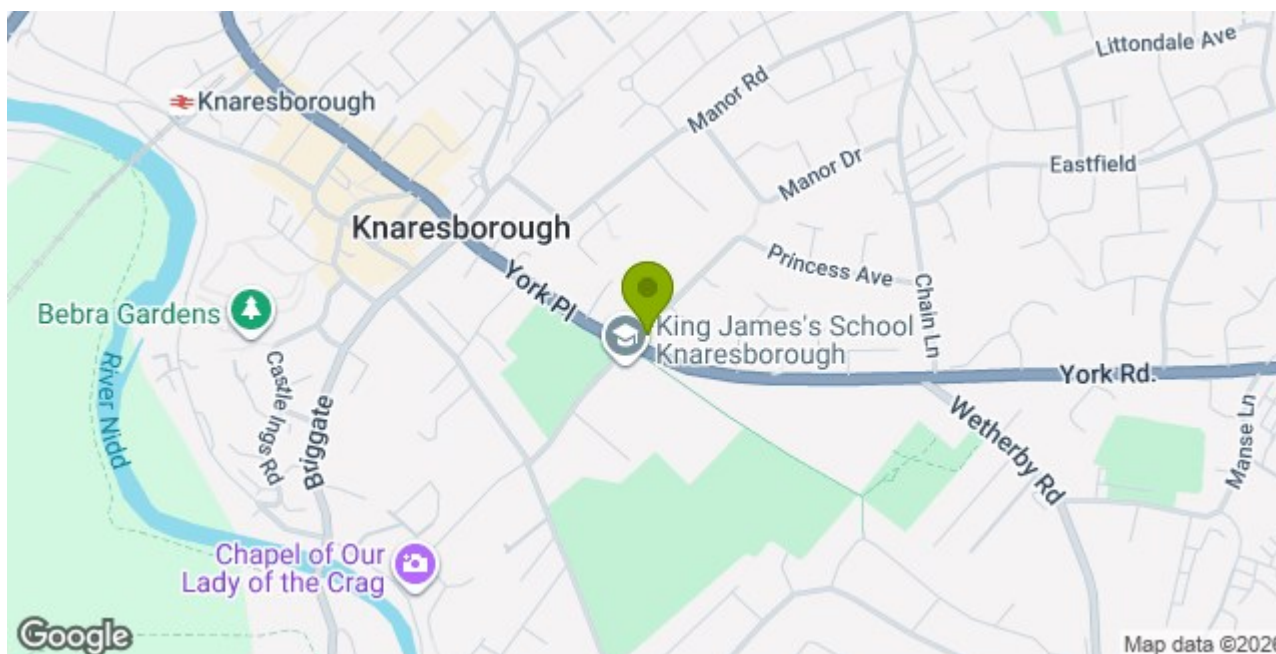 Littondale Ave
Knaresborough
Manor Rd
Manor Dr
Eastfield
Knaresborough
Princess Ave
Chain Ln
York Pl
Bebra Gardens
King James's School
Knaresborough
York Rd.
River Nidd
Castle Ings Rd
Briggate
Wetherby Rd
Manse Ln
Chapel of Our
Lady of the Crag
Google
Map data ©2026